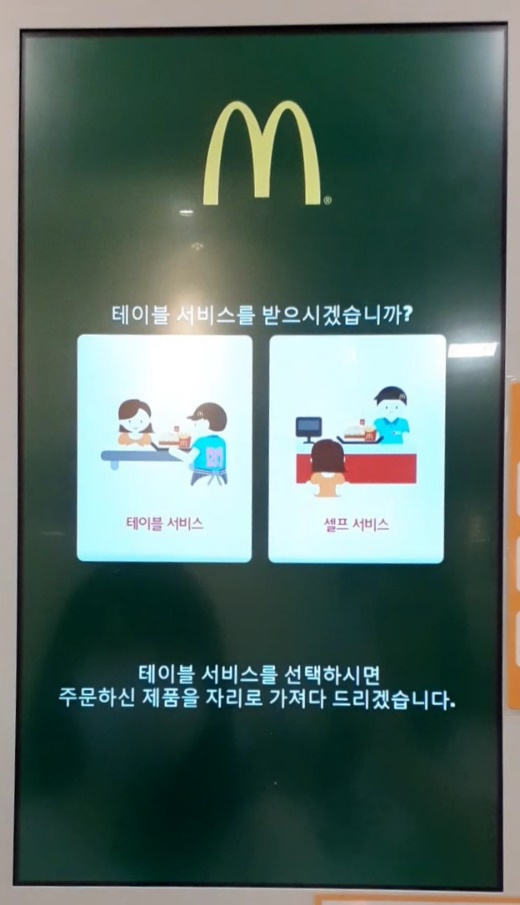 테이블 서비스를 받으시겠습니까?
테이블 서비스
셀프 서비스
테이블 서비스를 선택하시면
주문하신 제품을 자리로 가져다 드리겠습니다.